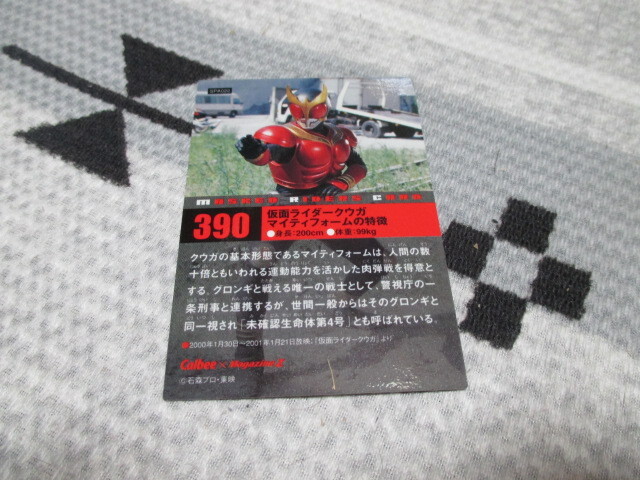 MASKED RIDERS CARD
390
仮面ライダークウガ
マイティフォームの特徴
●身長:200cm ●体重:99kg
クウガの基本形態であるマイティフォームは、人間の数
十倍ともいわれる運動能力を活かした肉弾戦を得意と
する。グロンギと戦える唯一の戦士として、警視庁の一
条刑事と連携するが、世間一般からはそのグロンギと
同一視され「未確認生命体第4号」とも呼ばれている。
●2000年1月30日〜2001年1月21日放映;「仮面ライダークウガ」より
Calbee × Magazine Z
©石森プロ・東映